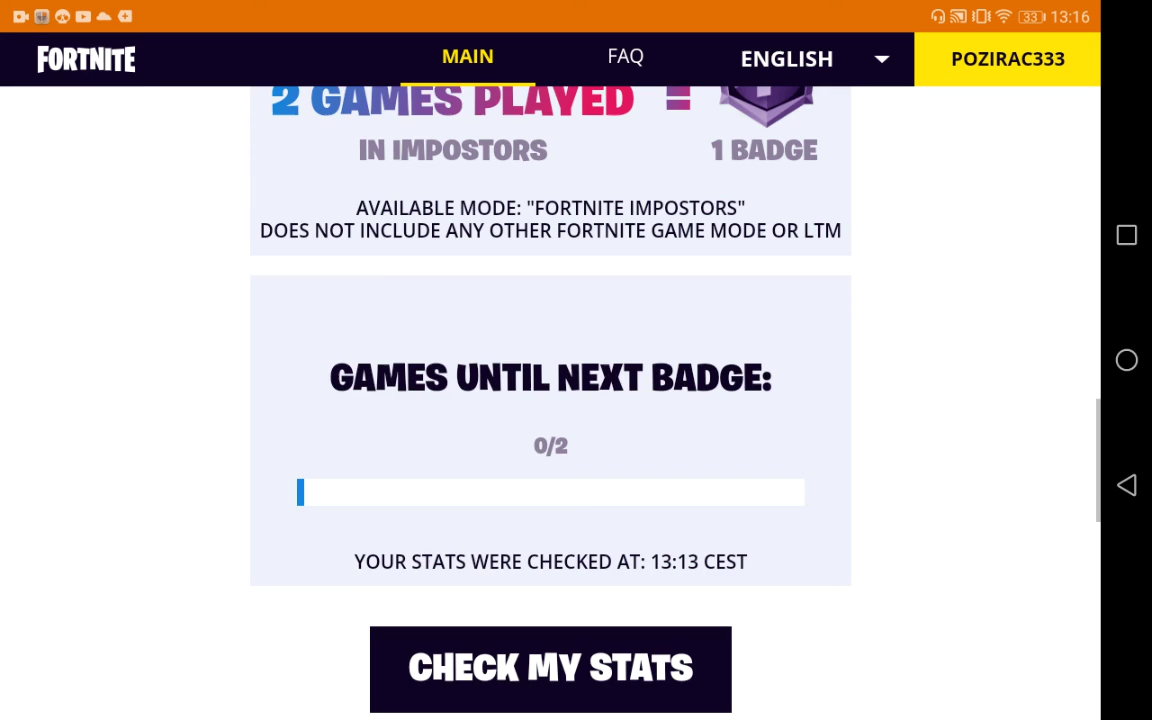 33 13:16
FORTNITE MAIN FAQ ENGLISH POZIRAC333
2 GAMES PLAYED =
IN IMPOSTORS 1 BADGE
AVAILABLE MODE: "FORTNITE IMPOSTORS"
DOES NOT INCLUDE ANY OTHER FORTNITE GAME MODE OR LTM
GAMES UNTIL NEXT BADGE:
0/2
YOUR STATS WERE CHECKED AT: 13:13 CEST
CHECK MY STATS